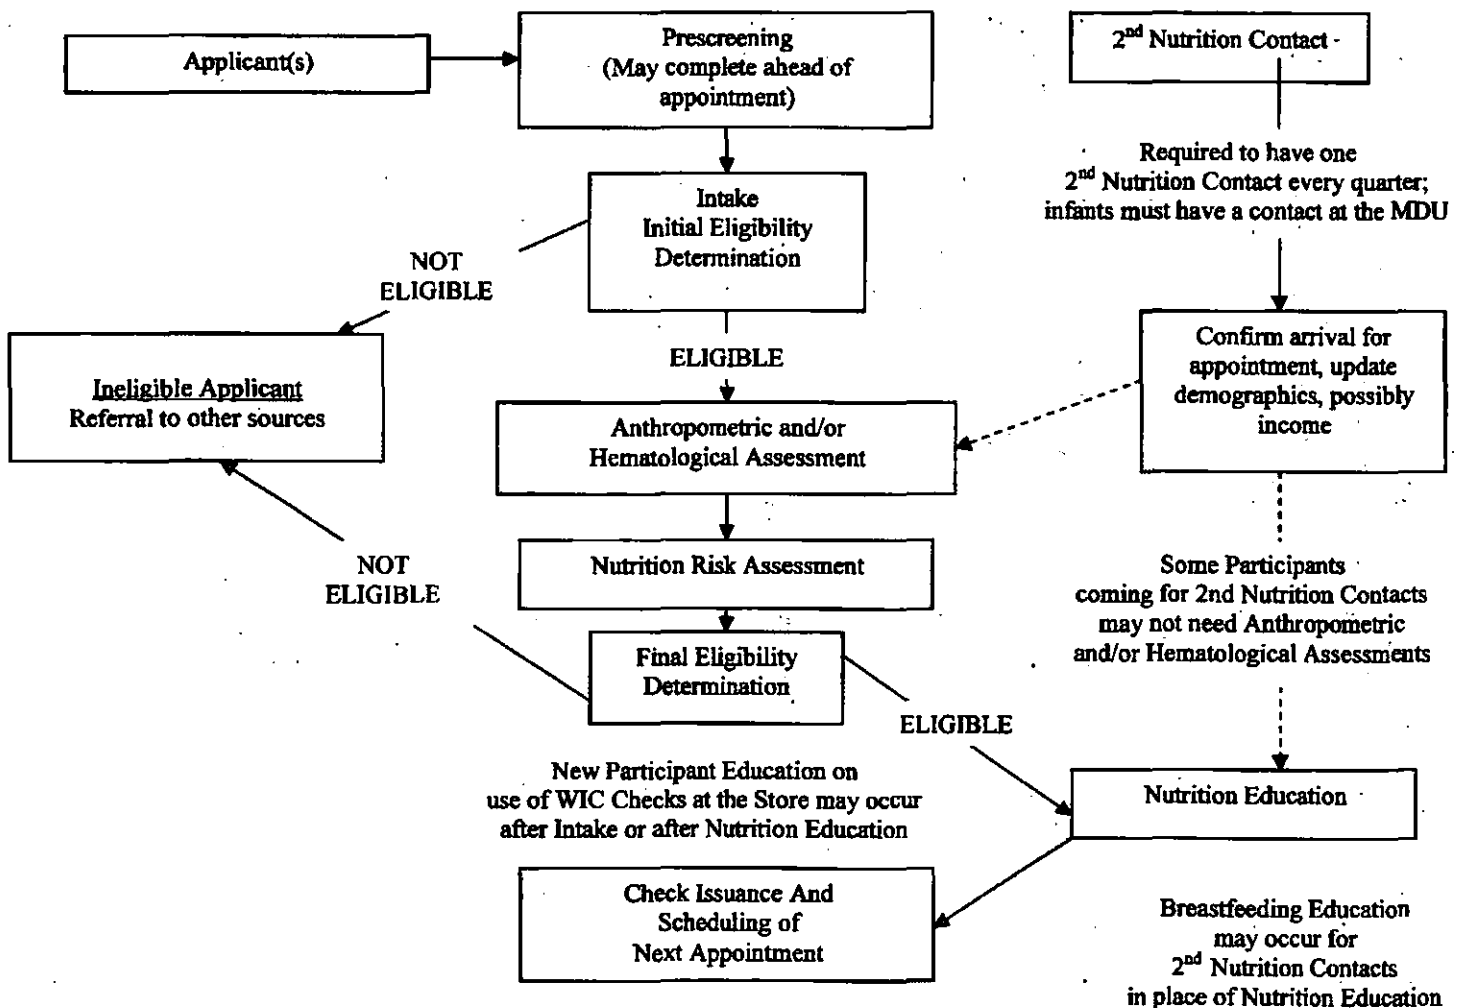 Applicant(s)
Prescreening
(May complete ahead of
appointment)
2nd Nutrition Contact
Required to have one
2nd Nutrition Contact every quarter;
infants must have a contact at the MDU
Intake
Initial Eligibility
Determination
NOT
ELIGIBLE
ELIGIBLE
Ineligible Applicant
Referral to other sources
Confirm arrival for
appointment, update
demographics, possibly
income
Anthropometric and/or
Hematological Assessment
Nutrition Risk Assessment
NOT
ELIGIBLE
Some Participants
coming for 2nd Nutrition Contacts
may not need Anthropometric
and/or Hematological Assessments
Final Eligibility
Determination
ELIGIBLE
New Participant Education on
use of WIC Checks at the Store may occur
after Intake or after Nutrition Education
Nutrition Education
Check Issuance And
Scheduling of
Next Appointment
Breastfeeding Education
may occur for
2nd Nutrition Contacts
in place of Nutrition Education